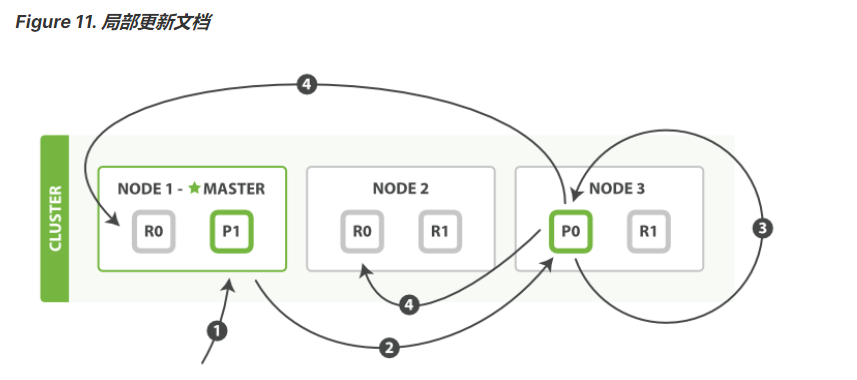 Figure 11. 局部更新文档
4
CLUSTER
NODE 1 - ★ MASTER
R0
P1
NODE 2
R0
R1
NODE 3
P0
R1
3
4
1
2